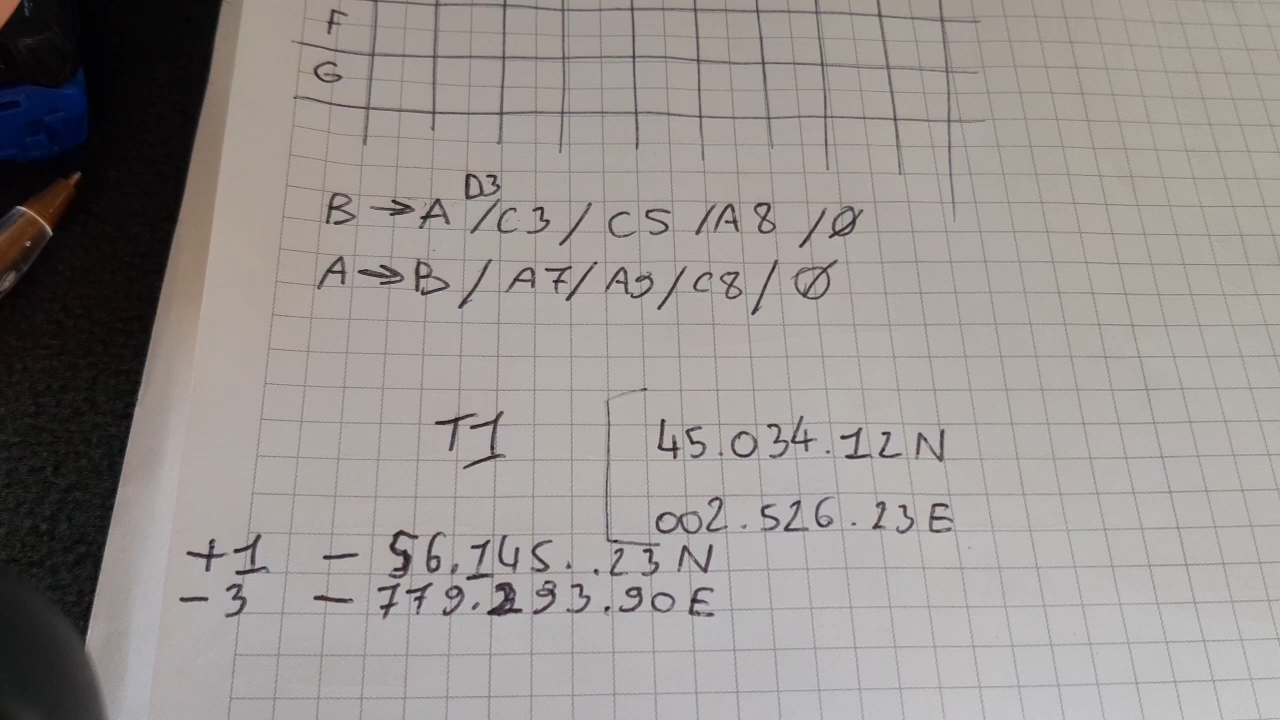 F
G
D3
B → A /C3 / C5 /A8 /Ø
A → B / A7/ A9 /C8 / Ø
T1
45.034.12N
002.526.23E
+1 - 56.145..23N
-3 - 779.293.90E